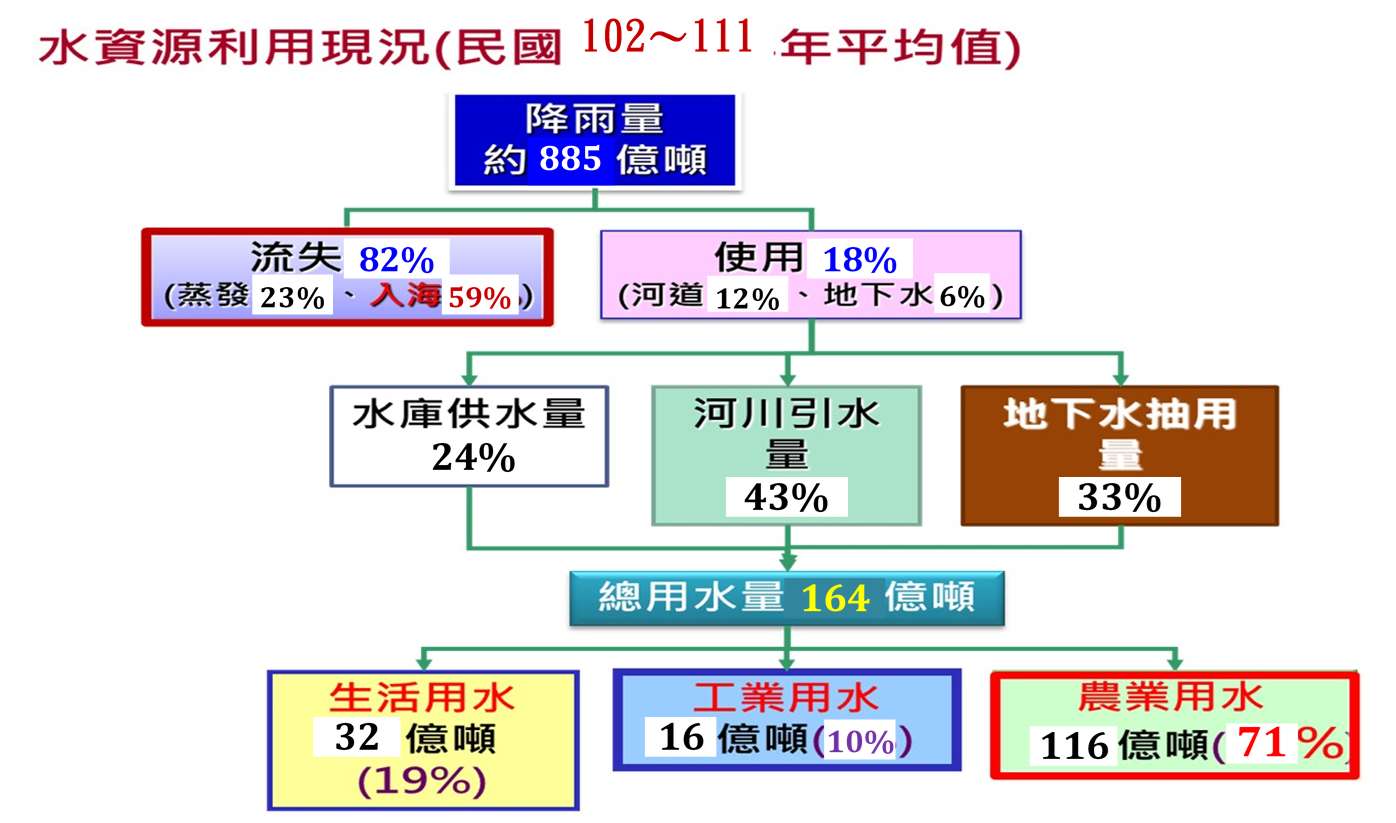 水資源利用現況(民國 102～111 年平均值)
降雨量
約 885 億噸
流失 82%
(蒸發 23% 、入海 59% )
使用 18%
(河道 12% 、地下水 6% )
水庫供水量
24%
河川引水
量
43%
地下水抽用
量
33%
總用水量 164 億噸
生活用水
32 億噸
(19%)
工業用水
16 億噸(10%)
農業用水
116 億噸(71%)